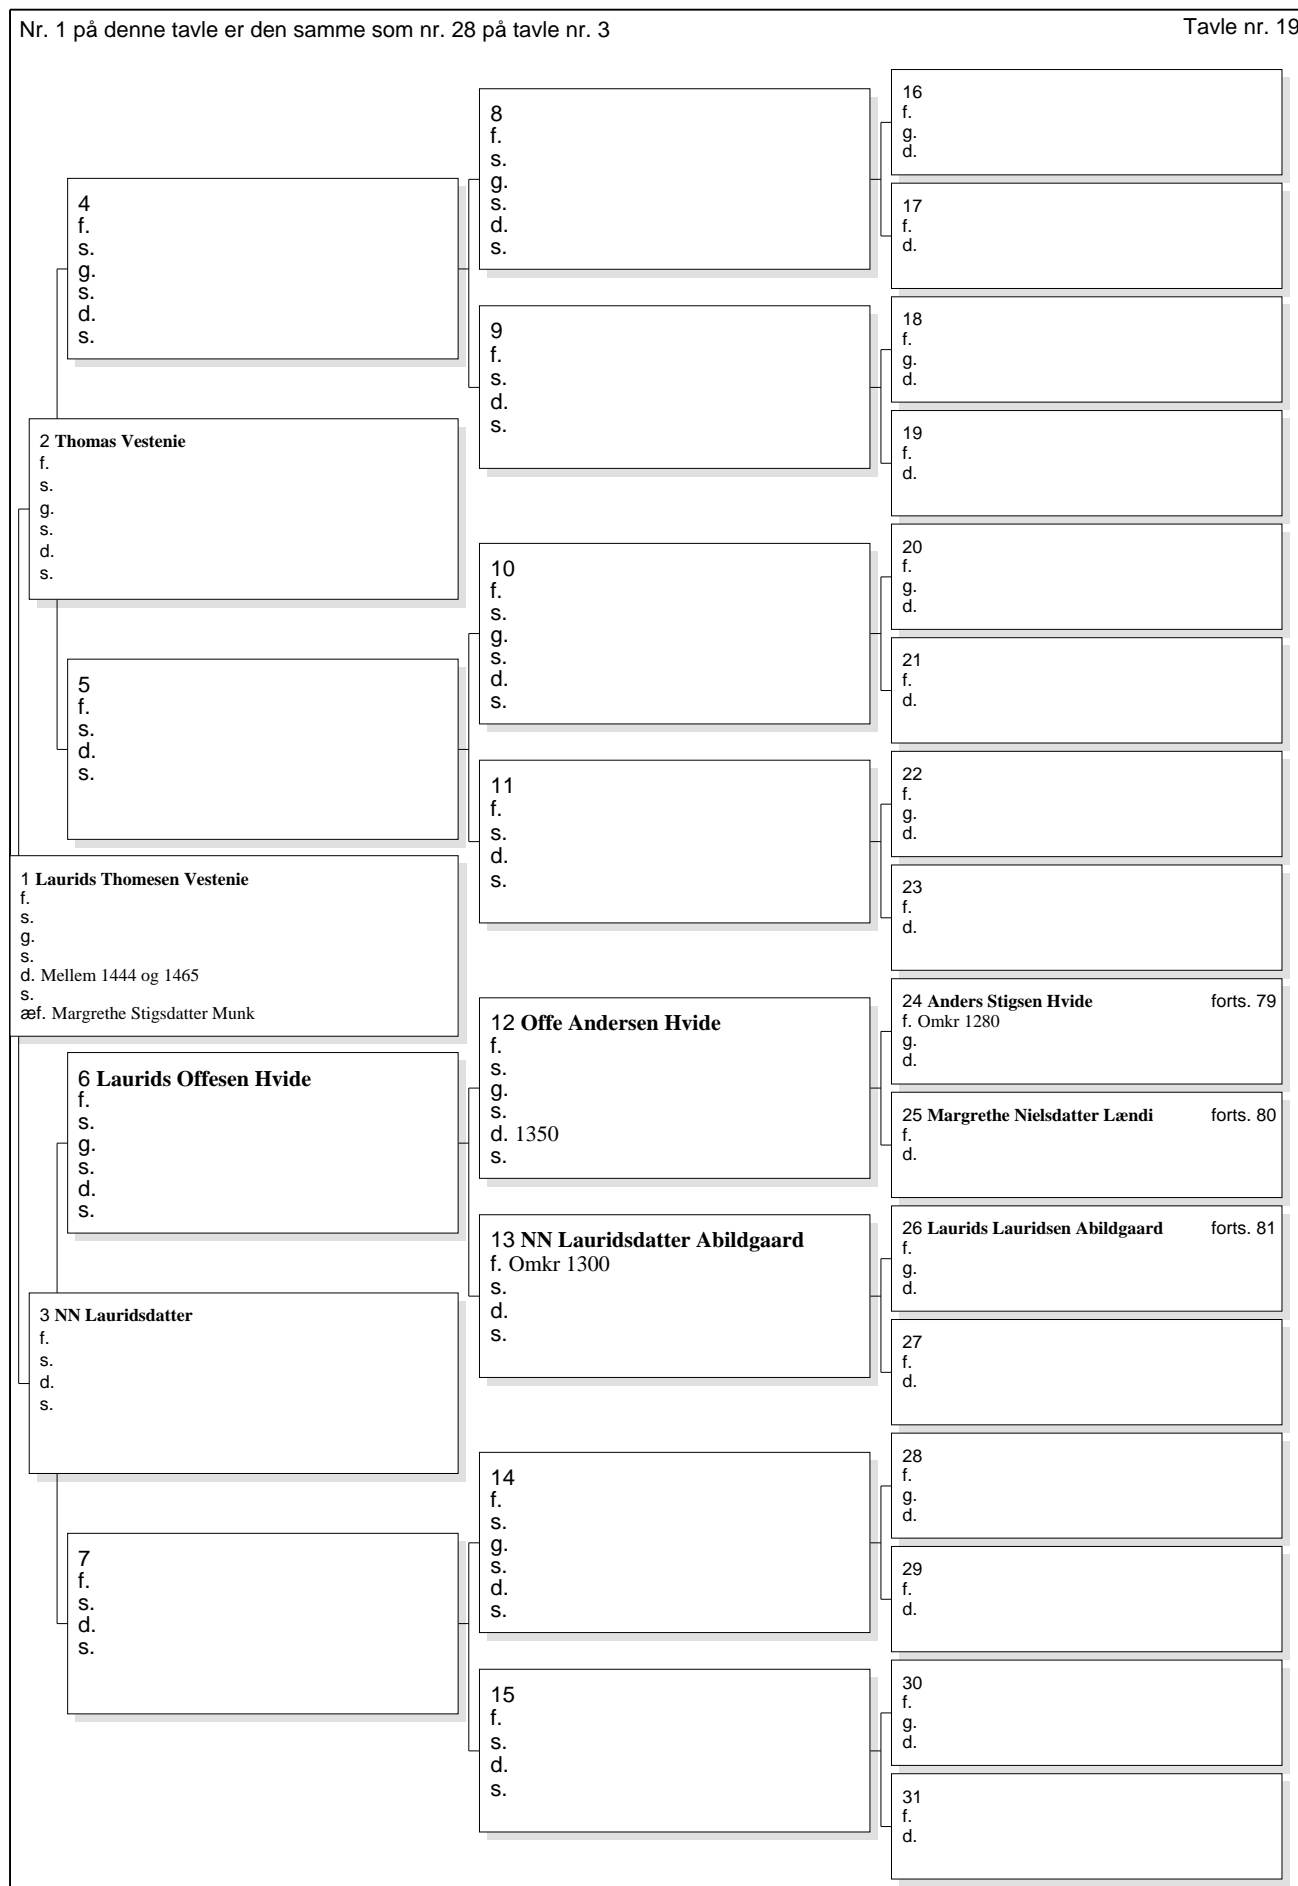 Nr. 1 på denne tavle er den samme som nr. 28 på tavle nr. 3
Tavle nr. 19
16
f.
g.
d.
8
f.
s.
g.
s.
d.
s.
17
f.
d.
4
f.
s.
g.
s.
d.
s.
18
f.
g.
d.
9
f.
s.
d.
s.
19
f.
d.
2 Thomas Vestenie
f.
s.
g.
s.
d.
s.
20
f.
g.
d.
10
f.
s.
g.
s.
d.
s.
21
f.
d.
5
f.
s.
d.
s.
22
f.
g.
d.
11
f.
s.
d.
s.
23
f.
d.
1 Laurids Thomesen Vestenie
f.
s.
g.
s.
d. Mellem 1444 og 1465
s.
æf. Margrethe Stigsdatter Munk
24 Anders Stigsen Hvide forts. 79
f. Omkr 1280
g.
d.
12 Offe Andersen Hvide
f.
s.
g.
s.
d. 1350
s.
25 Margrethe Nielsdatter Lændi forts. 80
f.
d.
6 Laurids Offesen Hvide
f.
s.
g.
s.
d.
s.
26 Laurids Lauridsen Abildgaard forts. 81
f.
g.
d.
13 NN Lauridsdatter Abildgaard
f. Omkr 1300
s.
d.
s.
27
f.
d.
3 NN Lauridsdatter
f.
s.
d.
s.
28
f.
g.
d.
14
f.
s.
g.
s.
d.
s.
29
f.
d.
7
f.
s.
d.
s.
30
f.
g.
d.
15
f.
s.
d.
s.
31
f.
d.